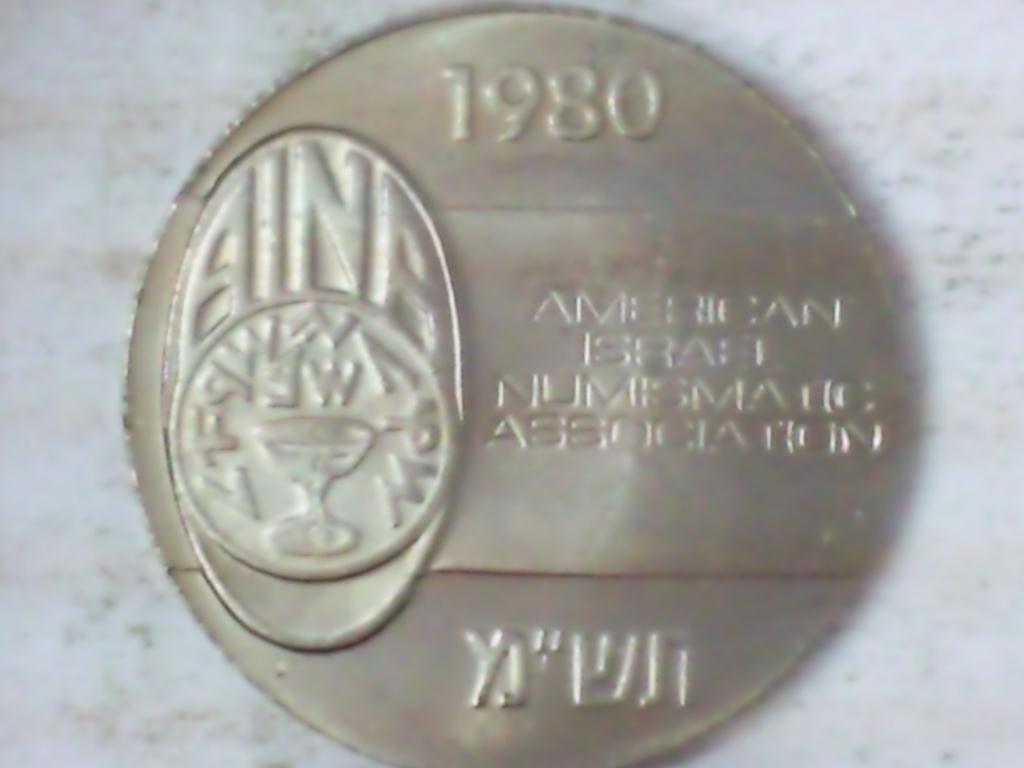 1980
AINA
AMERICAN
ISRAEL
NUMISMATIC
ASSOCIATION
תש"מ